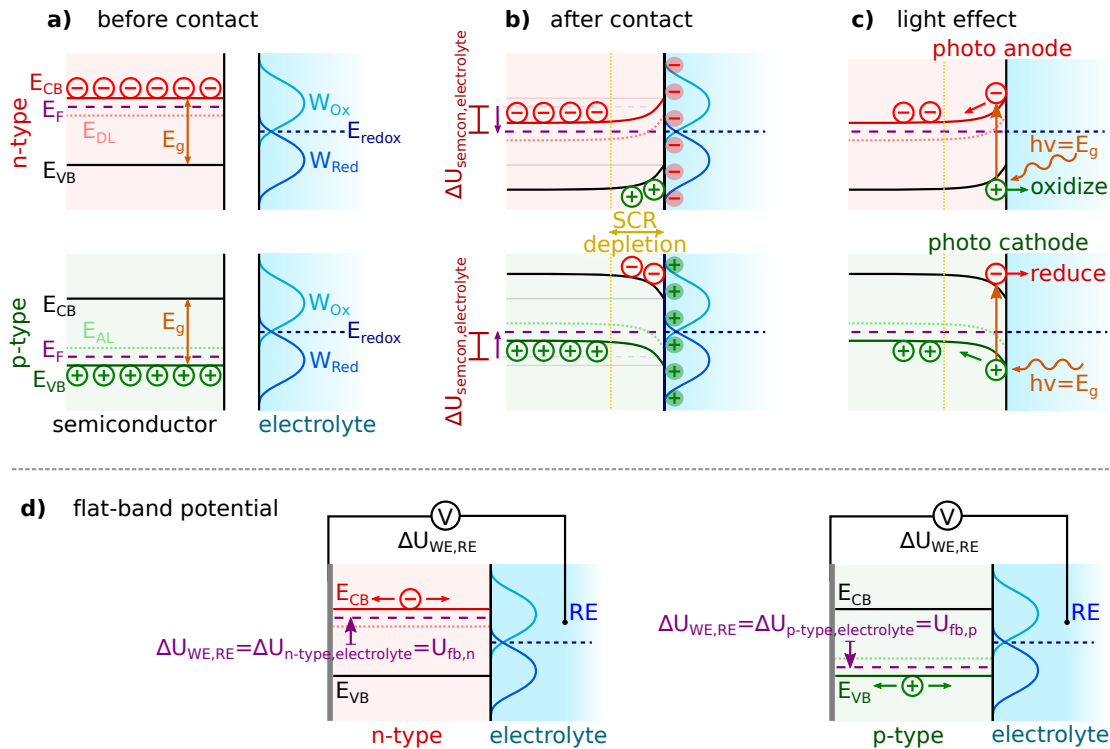 a) before contact
b) after contact
c) light effect
n-type
E_CB
E_F
E_DL
E_g
E_VB
W_Ox
E_redox
W_Red
ΔU_semcon,electrolyte
SCR
depletion
photo anode
hν=E_g
oxidize
p-type
E_CB
E_g
E_AL
E_F
E_VB
W_Ox
E_redox
W_Red
semiconductor electrolyte
ΔU_semcon,electrolyte
photo cathode
reduce
hν=E_g
d) flat-band potential
V
ΔU_WE,RE
E_CB
RE
ΔU_WE,RE=ΔU_n-type,electrolyte=U_fb,n
E_VB
n-type electrolyte
V
ΔU_WE,RE
E_CB
RE
ΔU_WE,RE=ΔU_p-type,electrolyte=U_fb,p
E_VB
p-type electrolyte